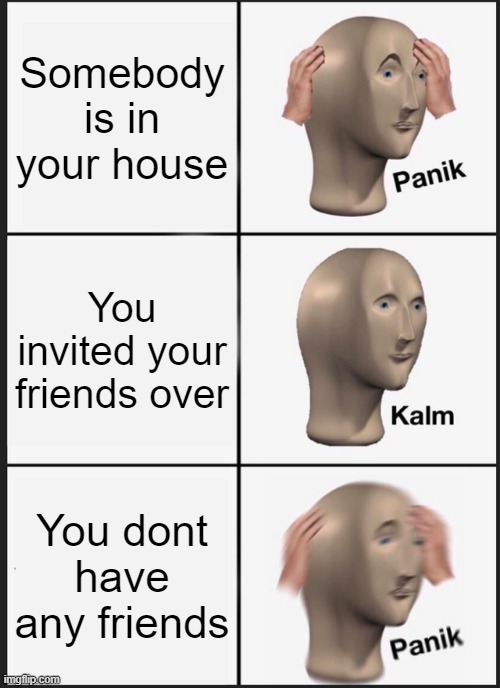 Somebody
is in
your house
Panik
You
invited your
friends over
Kalm
You dont
have
any friends
Panik
imgflip.com